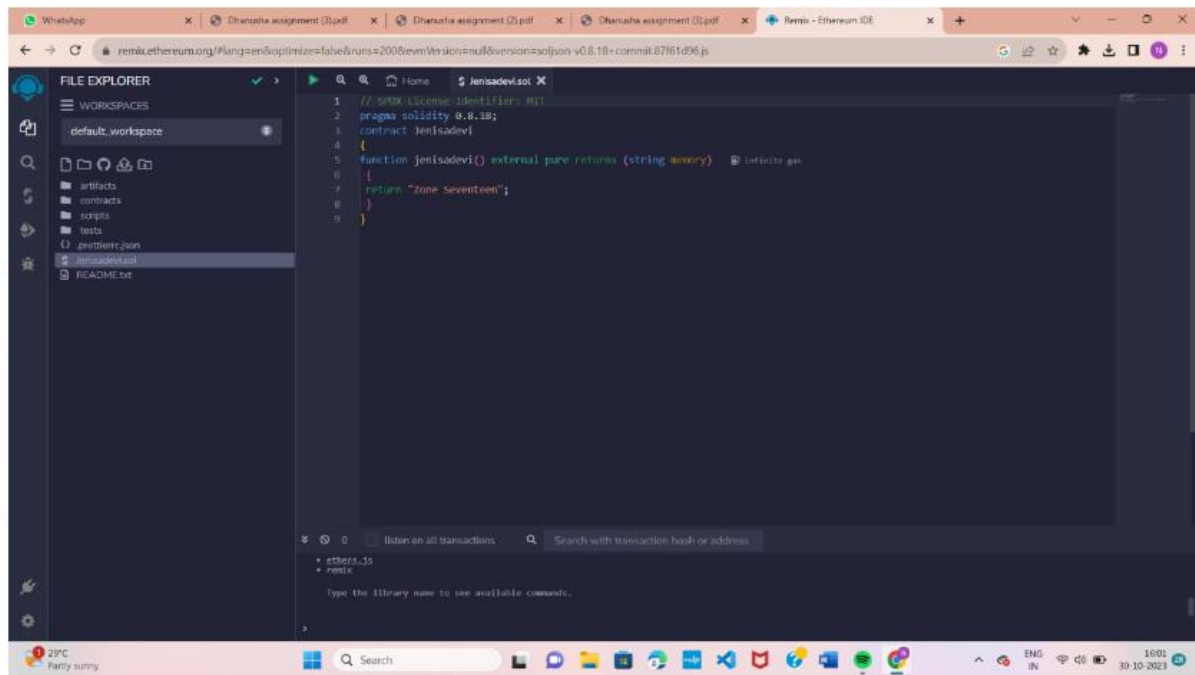 WhatsApp
Dhanusha assignment (3).pdf
Dhanusha assignment (2).pdf
Dhanusha assignment (3).pdf
Remix - Ethereum IDE
remix.ethereum.org/#lang=en&optimize=false&runs=200&evmVersion=null&version=soljson-v0.8.18+commit.87f61d96.js
N
FILE EXPLORER
WORKSPACES
default_workspace
artifacts
contracts
scripts
tests
.prettierrc.json
Jenisadevi.sol
README.txt
Home
Jenisadevi.sol
1 // SPDX-License-Identifier: MIT
2 pragma solidity 0.8.18;
3 contract Jenisadevi
4 {
5 function jenisadevi() external pure returns (string memory) infinite gas
6 {
7 return "Zone Seventeen";
8 }
9 }
0 listen on all transactions Search with transaction hash or address
• ethers.js
• remix
Type the library name to see available commands.
>
1
29°C
Partly sunny
Search
ENG
IN
16:01
30-10-2023